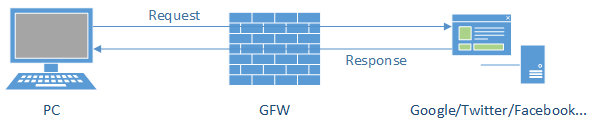 Request
Response
PC
GFW
Google/Twitter/Facebook...